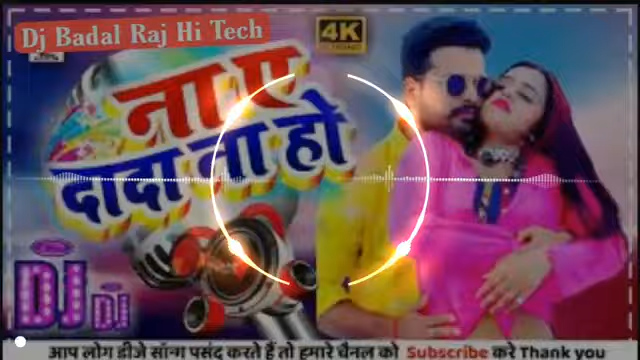 Dj Badal Raj Hi Tech
4K
ना ए
दादा ना हो
DJ
DJ
आप लोग डीजे सॉन्ग पसंद करते हैं तो हमारे चैनल को Subscribe करे Thank you